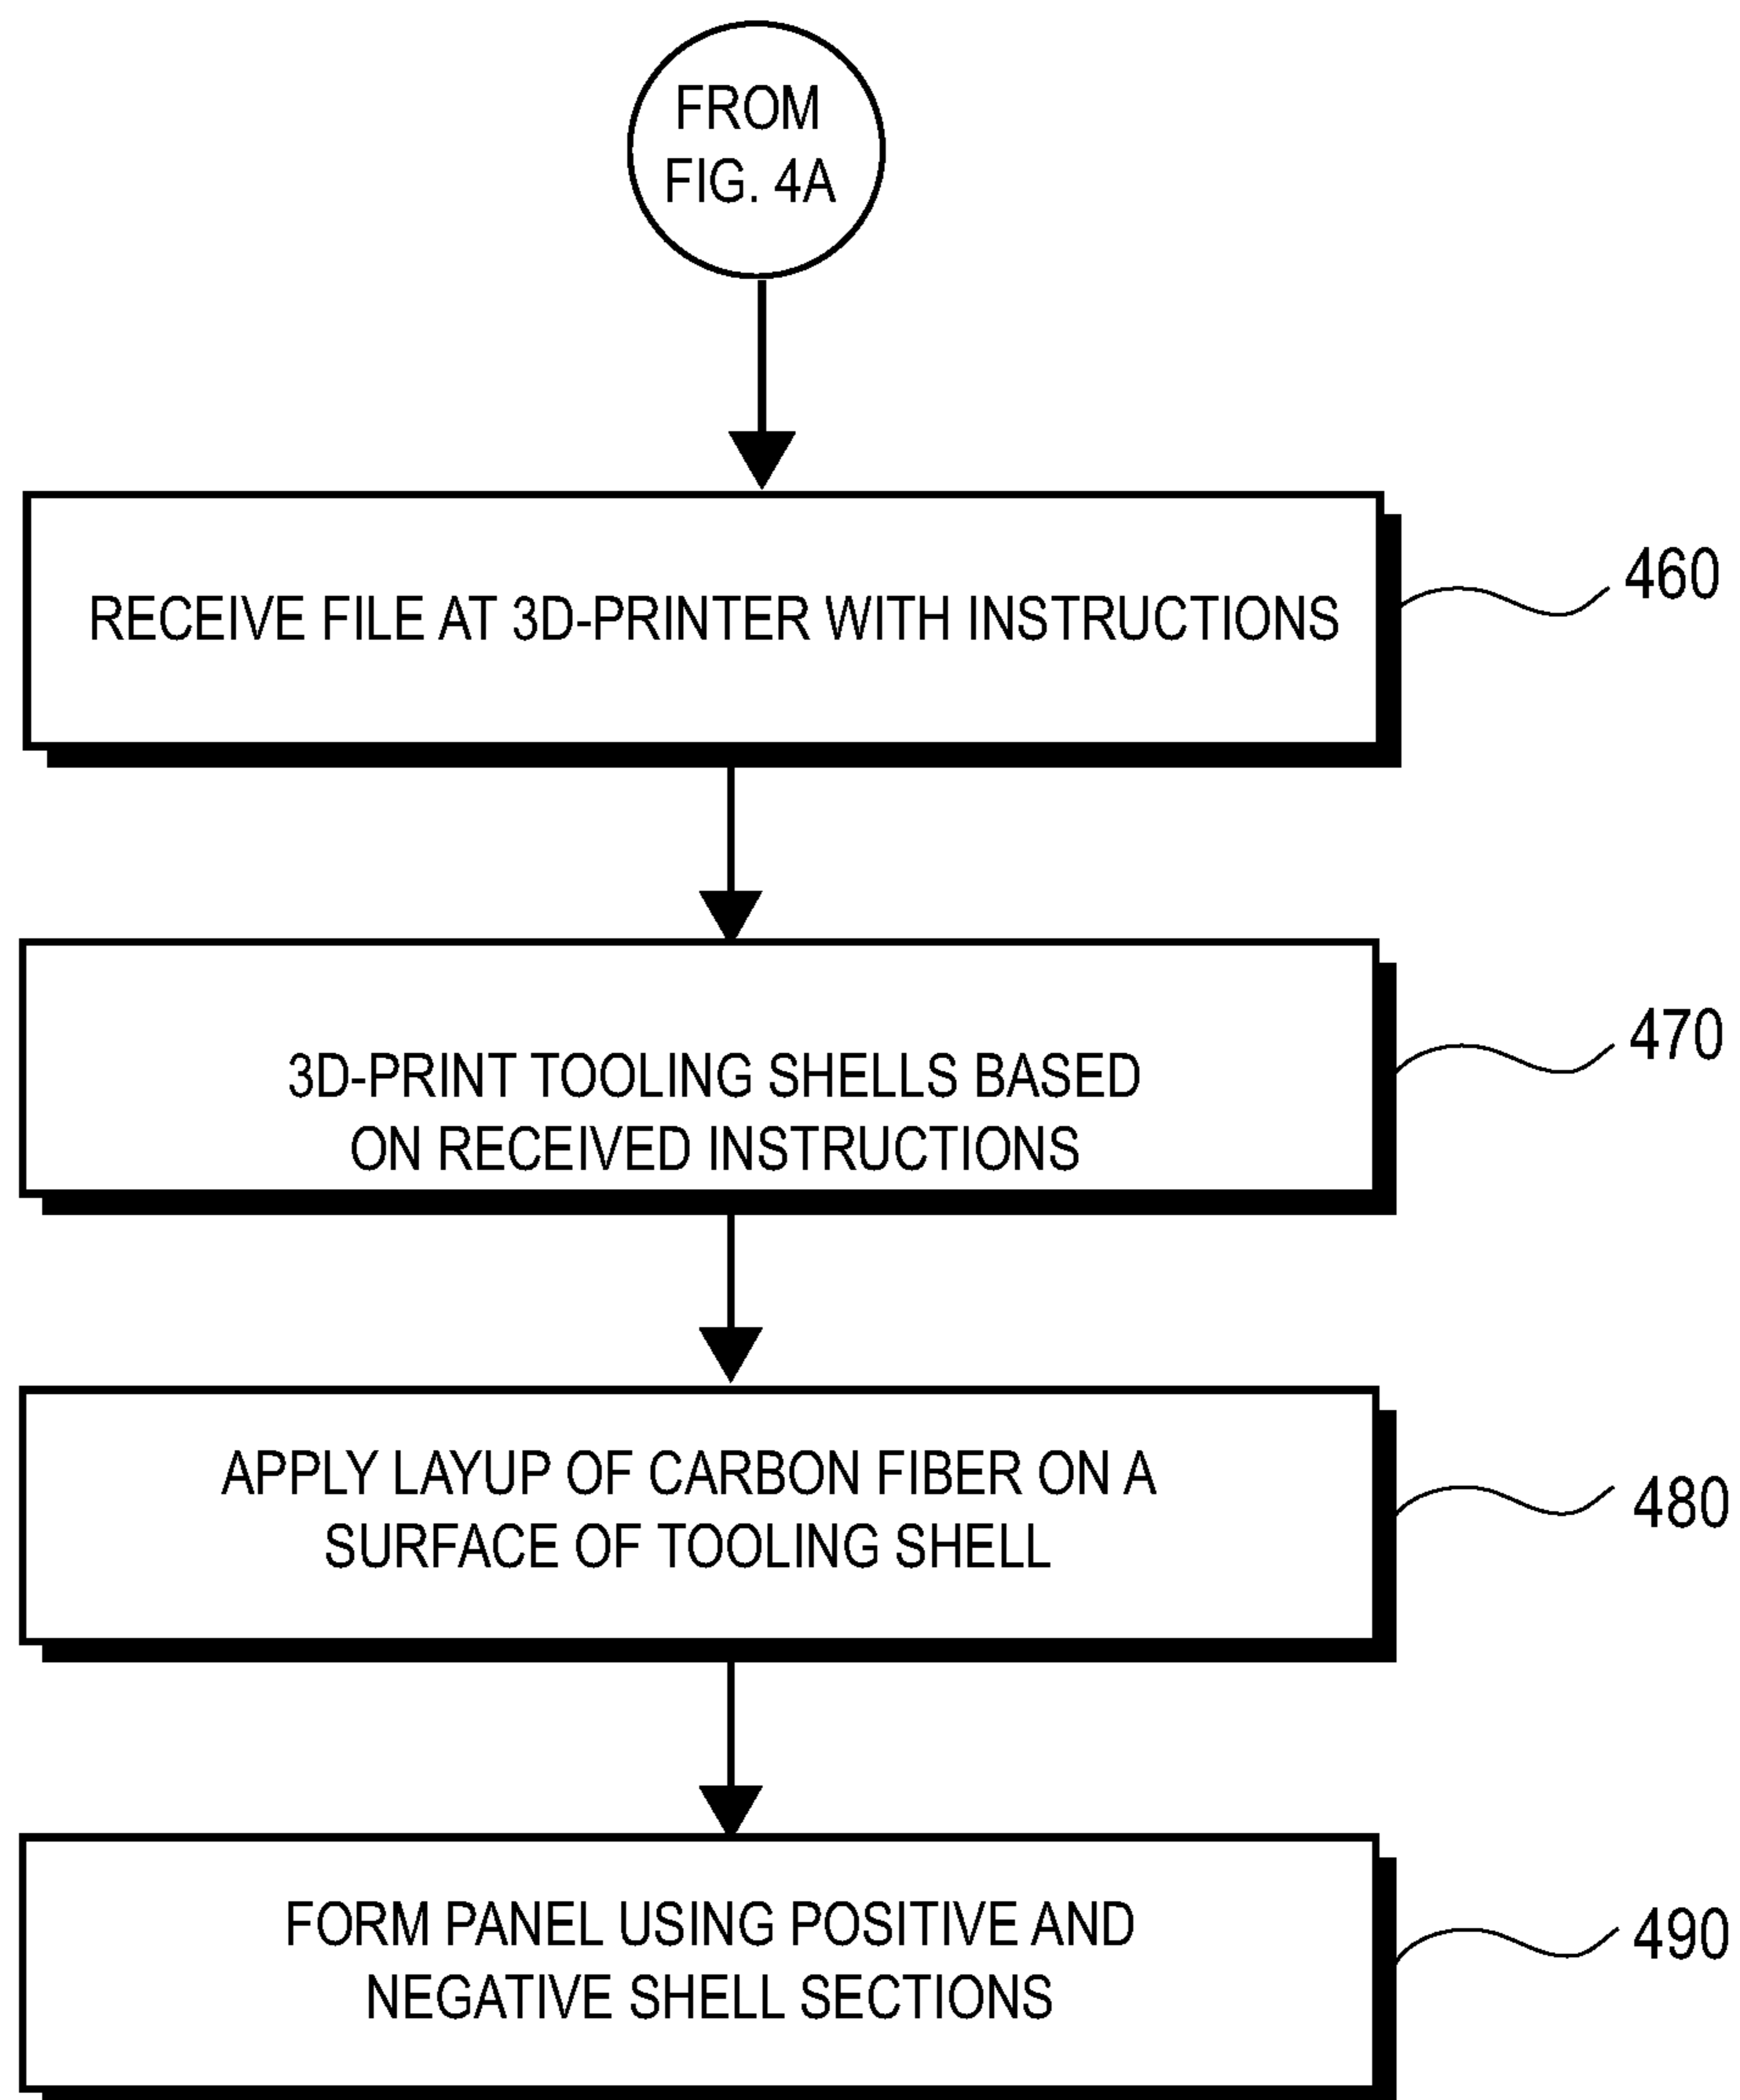 FROM
FIG. 4A
RECEIVE FILE AT 3D-PRINTER WITH INSTRUCTIONS
460
3D-PRINT TOOLING SHELLS BASED
ON RECEIVED INSTRUCTIONS
470
APPLY LAYUP OF CARBON FIBER ON A
SURFACE OF TOOLING SHELL
480
FORM PANEL USING POSITIVE AND
NEGATIVE SHELL SECTIONS
490